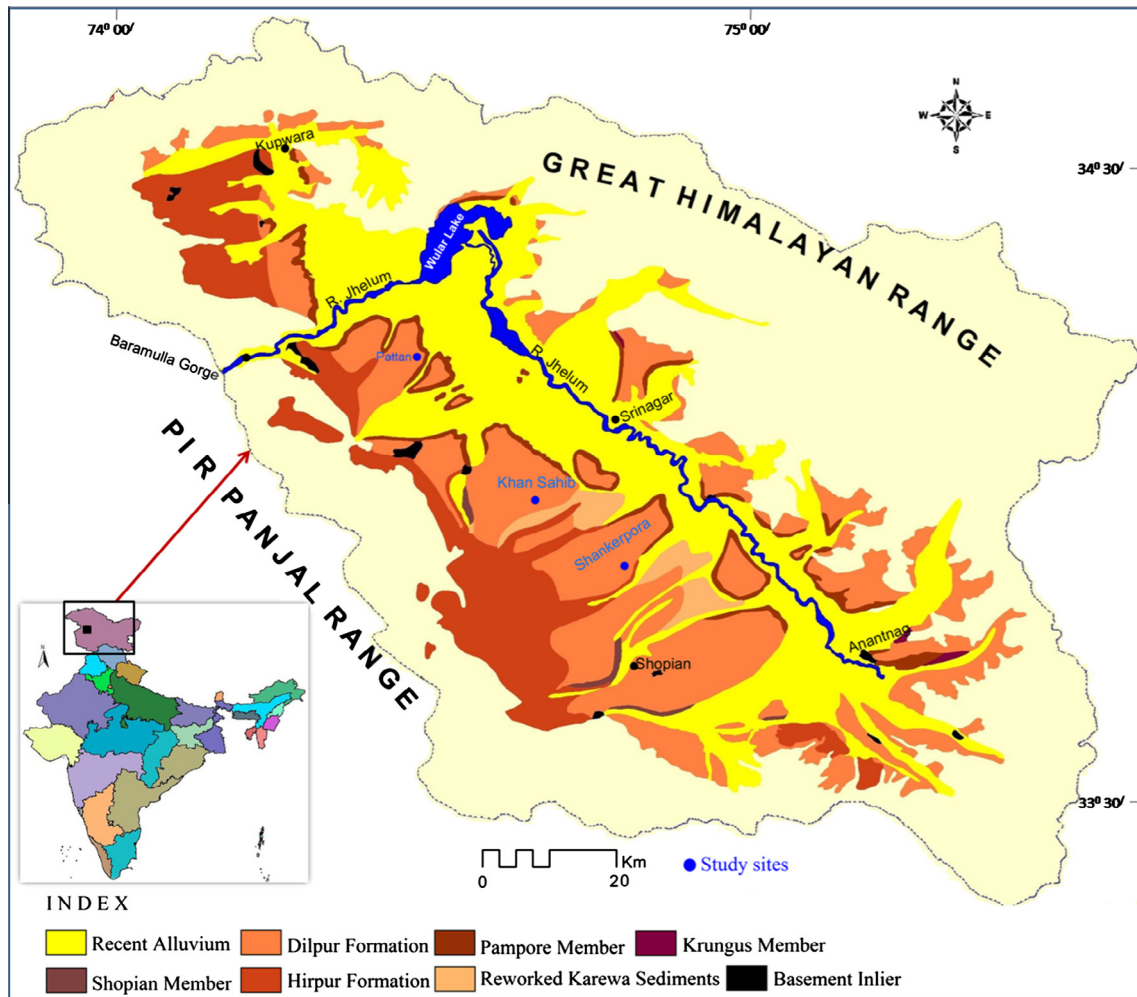 74⁰ 00/
75⁰ 00/
N
W E
S
Kupwara
GREAT HIMALAYAN RANGE
34⁰ 30/
Wular Lake
R. Jhelum
Baramulla Gorge
Pattan
R. Jhelum
Srinagar
PIR PANJAL RANGE
Khan Sahib
Shankerpora
Anantnag
Shopian
N
33⁰ 30/
0 20
Km
Study sites
INDEX
Recent Alluvium
Dilpur Formation
Pampore Member
Krungus Member
Shopian Member
Hirpur Formation
Reworked Karewa Sediments
Basement Inlier